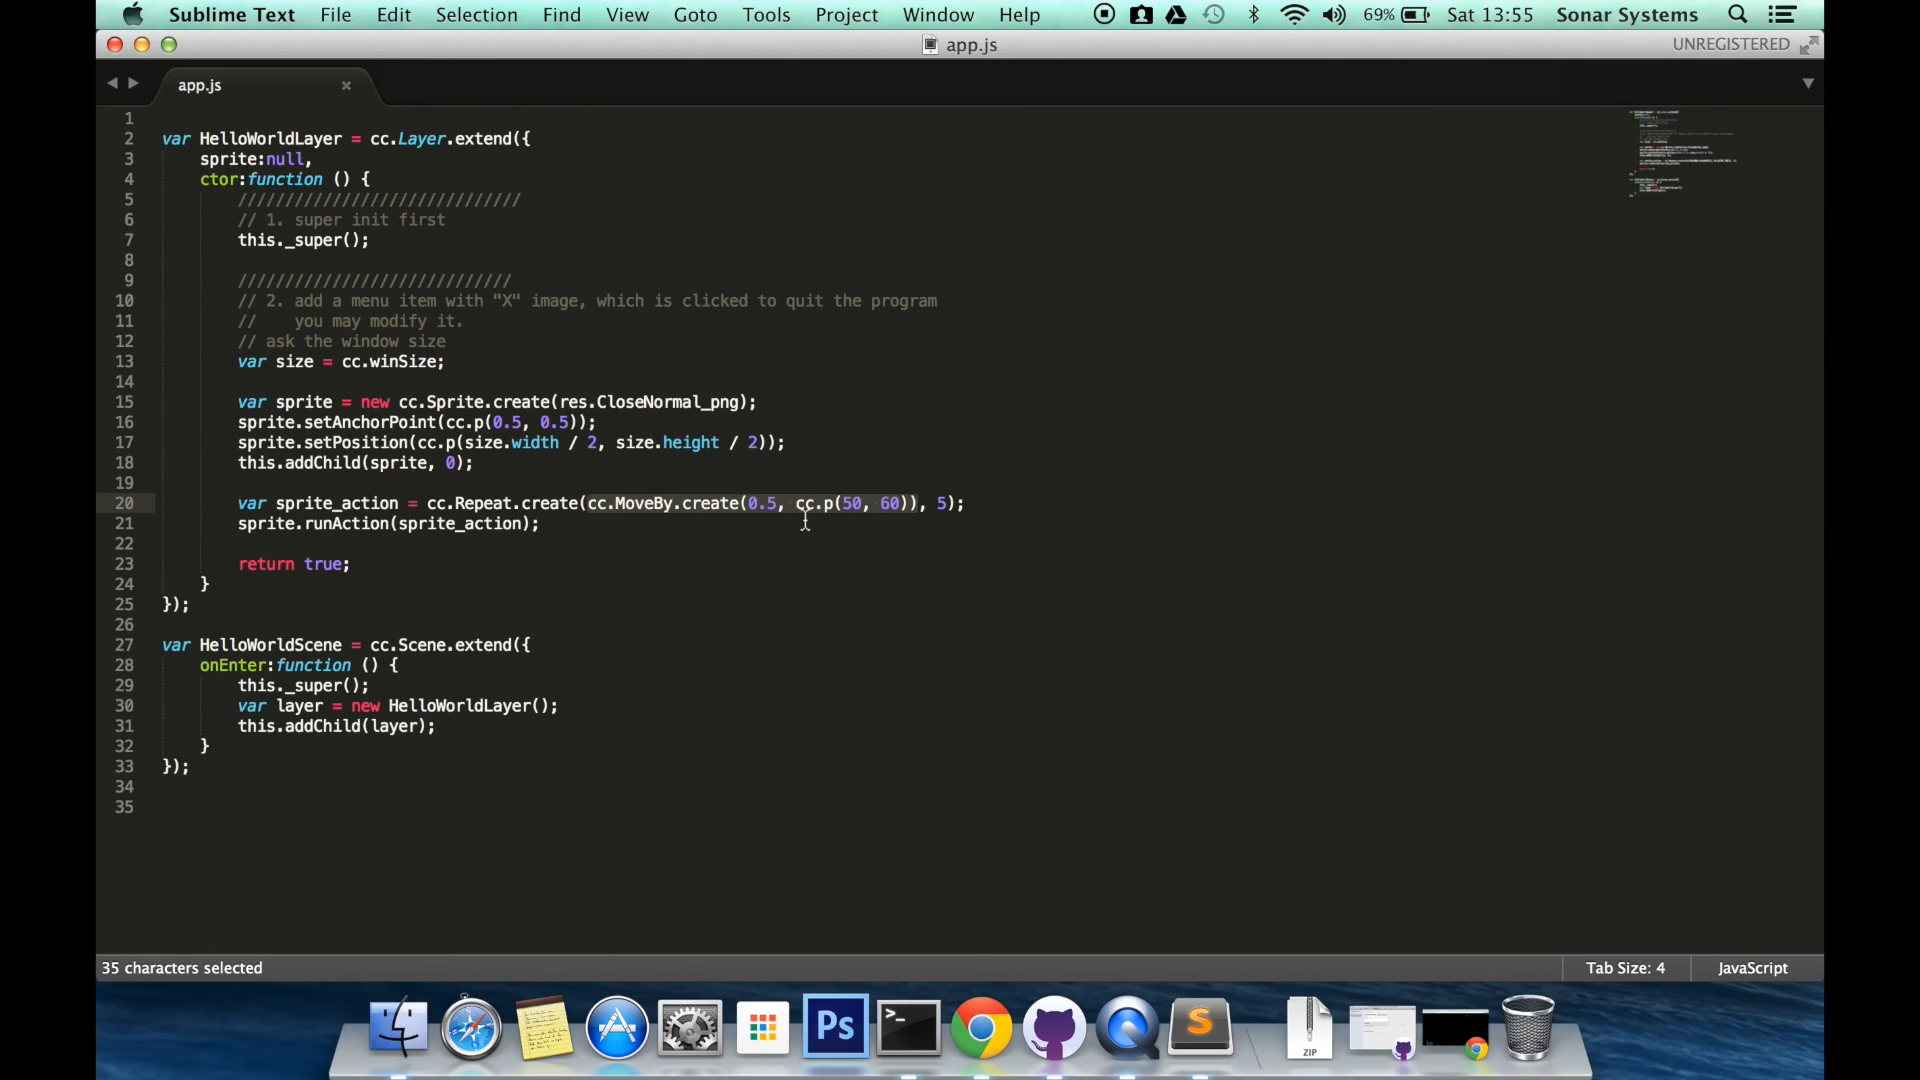 Sublime Text File Edit Selection Find View Goto Tools Project Window Help 69% Sat 13:55 Sonar Systems
app.js UNREGISTERED
app.js
1
2 var HelloWorldLayer = cc.Layer.extend({
3 sprite:null,
4 ctor:function () {
5 //////////////////////////////
6 // 1. super init first
7 this._super();
8
9 /////////////////////////////
10 // 2. add a menu item with "X" image, which is clicked to quit the program
11 // you may modify it.
12 // ask the window size
13 var size = cc.winSize;
14
15 var sprite = new cc.Sprite.create(res.CloseNormal_png);
16 sprite.setAnchorPoint(cc.p(0.5, 0.5));
17 sprite.setPosition(cc.p(size.width / 2, size.height / 2));
18 this.addChild(sprite, 0);
19
20 var sprite_action = cc.Repeat.create(cc.MoveBy.create(0.5, cc.p(50, 60)), 5);
21 sprite.runAction(sprite_action);
22
23 return true;
24 }
25 });
26
27 var HelloWorldScene = cc.Scene.extend({
28 onEnter:function () {
29 this._super();
30 var layer = new HelloWorldLayer();
31 this.addChild(layer);
32 }
33 });
34
35
35 characters selected Tab Size: 4 JavaScript
Ps >_ S ZIP